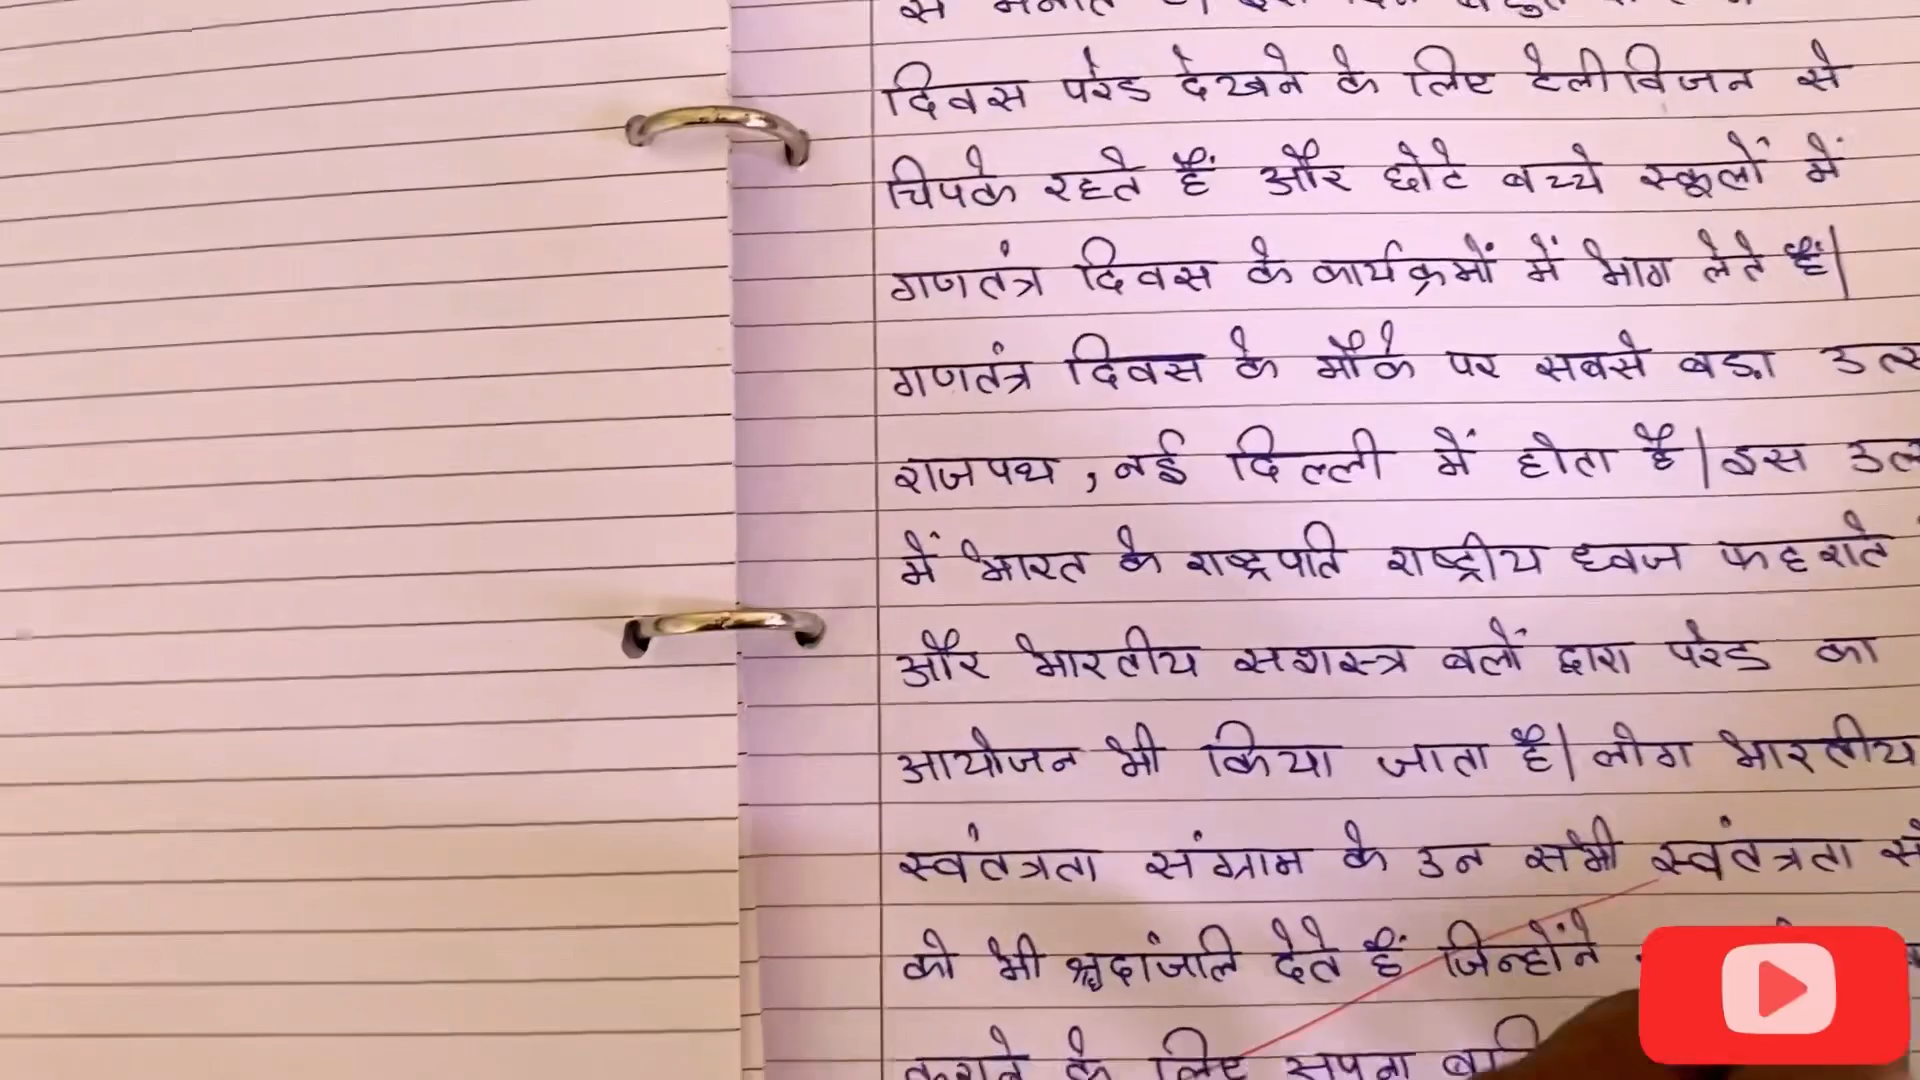 दिवस परेड देखने के लिए टेलीविजन से
चिपके रहते हैं और छोटे बच्चे स्कूलों में
गणतंत्र दिवस के कार्यक्रमों में भाग लेते हैं|
गणतंत्र दिवस के मौके पर सबसे बड़ा
राजपथ, नई दिल्ली में होता है| इस
में भारत के राष्ट्रपति राष्ट्रीय ध्वज फहराते
और भारतीय सशस्त्र बलों द्वारा परेड का
आयोजन भी किया जाता है| लोग भारतीय
स्वतंत्रता संग्राम के उन सभी स्वतंत्रता
को भी श्रृदांजलि देते हैं जिन्होंने
के लिए